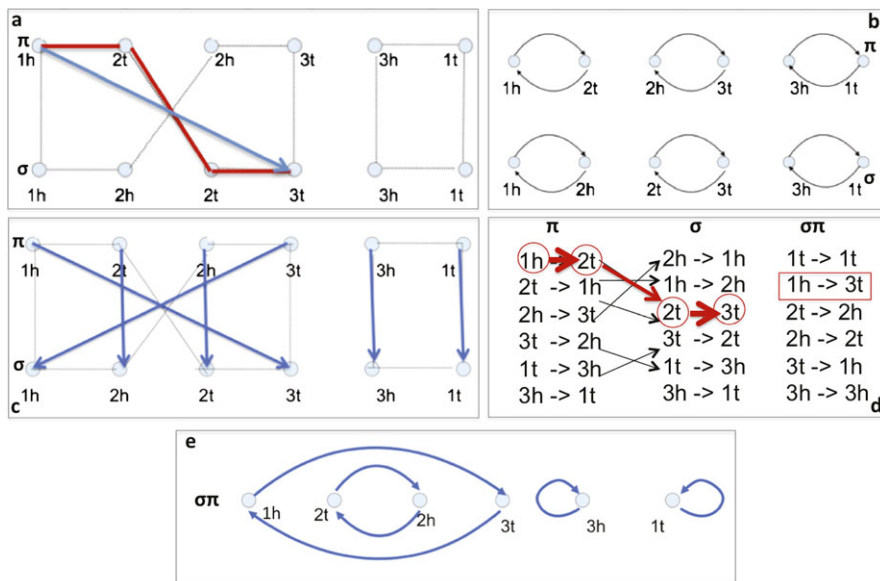 a
π
1h 2t 2h 3t 3h 1t
σ
1h 2h 2t 3t 3h 1t
b
π
1h 2t 2h 3t 3h 1t
σ
1h 2h 2t 3t 3h 1t
π
1h 2t 2h 3t 3h 1t
σ
1h 2h 2t 3t 3h 1t
c
π σ σπ
1h 2t 2h -> 1h 1t -> 1t
2t -> 1h 1h -> 2h 1h -> 3t
2h -> 3t 2t 3t 2t -> 2h
3t -> 2h 3t -> 2t 2h -> 2t
1t -> 3h 1t -> 3h 3t -> 1h
3h -> 1t 3h -> 1t 3h -> 3h
d
e
σπ
1h 2t 2h 3t 3h 1t